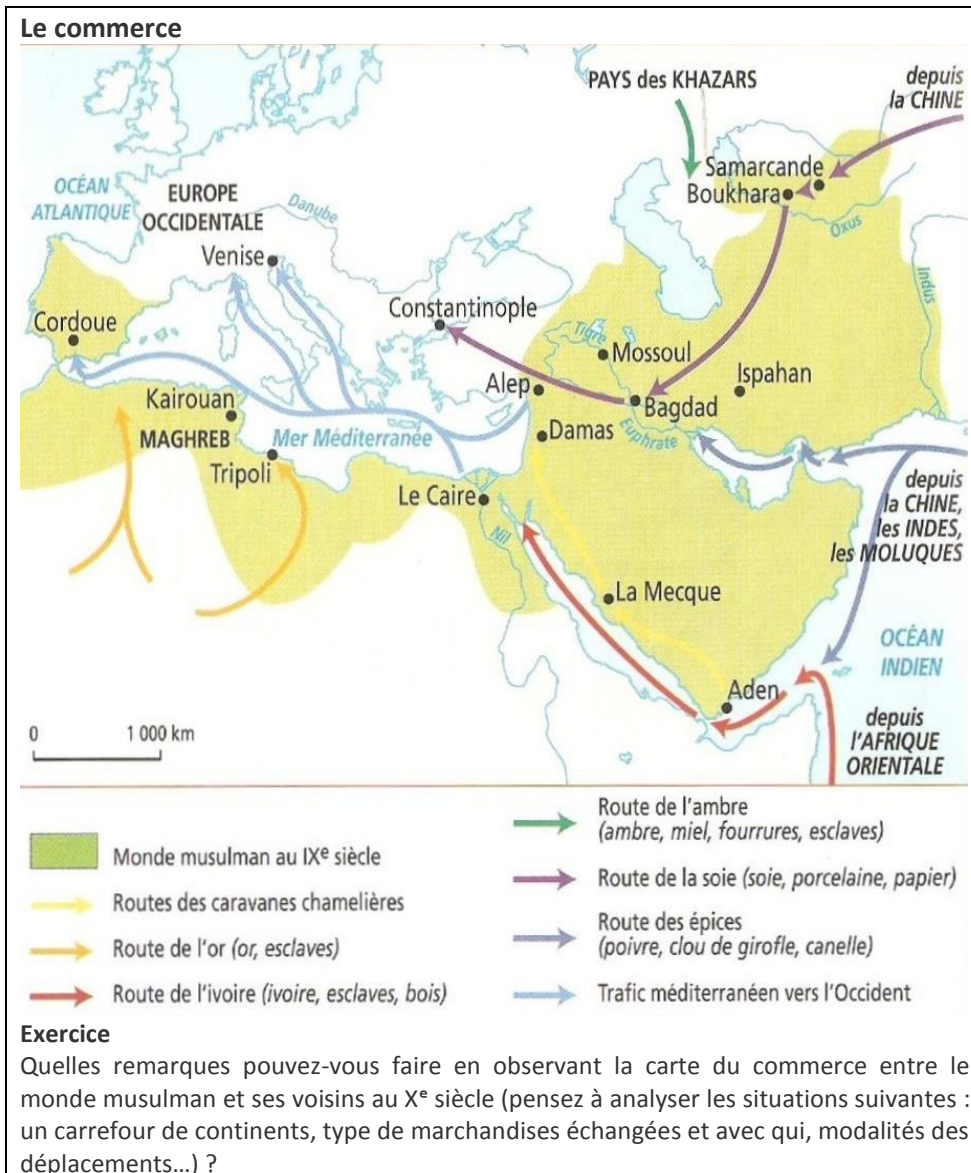 Le commerce
PAYS des KHAZARS
depuis
la CHINE
Samarcande
Boukhara
OCÉAN
ATLANTIQUE
EUROPE
OCCIDENTALE
Danube
Oxus
Venise
Indus
Constantinople
Cordoue
Tigre
Mossoul
Alep
Ispahan
Kairouan
Bagdad
MAGHREB
Mer Méditerranée
Damas
Euphrate
Tripoli
Le Caire
depuis
la CHINE,
les INDES,
les MOLUQUES
Nil
La Mecque
OCÉAN
INDIEN
Aden
depuis
l'AFRIQUE
ORIENTALE
0 1 000 km
Monde musulman au IXe siècle
Routes des caravanes chamelières
Route de l'or (or, esclaves)
Route de l'ivoire (ivoire, esclaves, bois)
Route de l'ambre
(ambre, miel, fourrures, esclaves)
Route de la soie (soie, porcelaine, papier)
Route des épices
(poivre, clou de girofle, canelle)
Trafic méditerranéen vers l'Occident
Exercice
Quelles remarques pouvez-vous faire en observant la carte du commerce entre le
monde musulman et ses voisins au Xe siècle (pensez à analyser les situations suivantes :
un carrefour de continents, type de marchandises échangées et avec qui, modalités des
déplacements…) ?